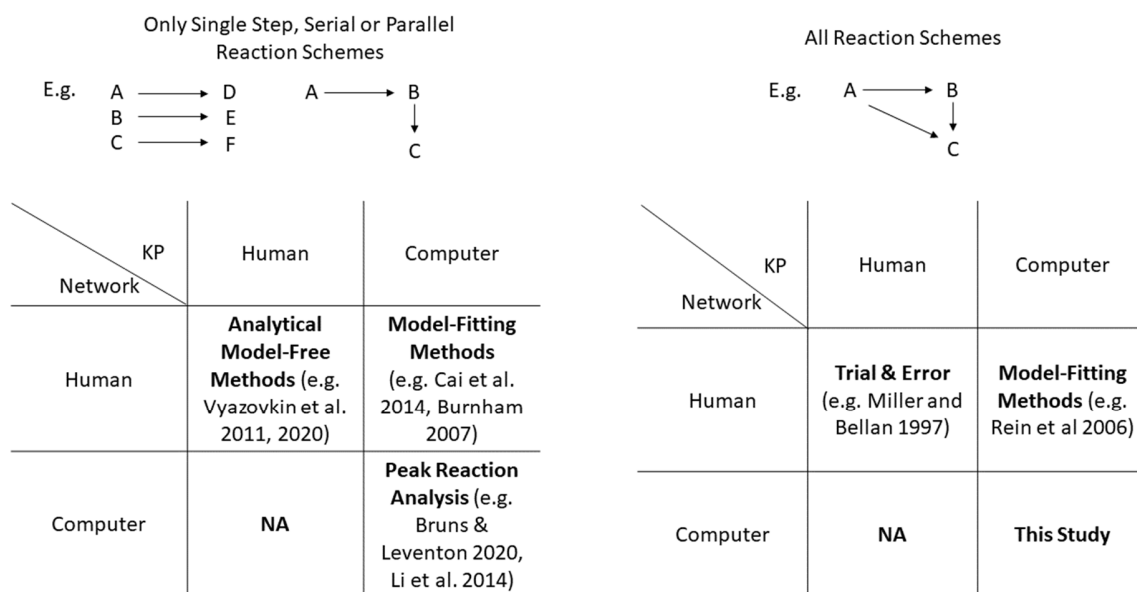 Only Single Step, Serial or Parallel
Reaction Schemes
E.g.
A D
B E
C F
A B
C
KP
Network
Human
Computer
Human
Analytical
Model-Free
Methods (e.g.
Vyazovkin et al.
2011, 2020)
Model-Fitting
Methods
(e.g. Cai et al.
2014, Burnham
2007)
Computer
NA
Peak Reaction
Analysis (e.g.
Bruns &
Leventon 2020,
Li et al. 2014)
All Reaction Schemes
E.g.
A B
C
KP
Network
Human
Computer
Human
Trial & Error
(e.g. Miller and
Bellan 1997)
Model-Fitting
Methods (e.g.
Rein et al 2006)
Computer
NA
This Study